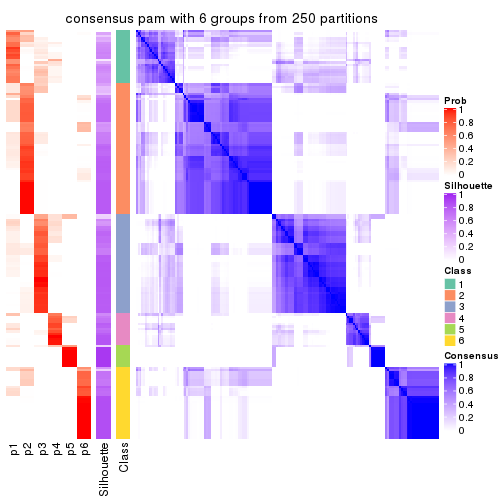 consensus pam with 6 groups from 250 partitions
Prob
1
0.8
0.6
0.4
0.2
0
Silhouette
1
0.8
0.6
0.4
0.2
0
Class
1
2
3
4
5
6
Consensus
1
0.8
0.6
0.4
0.2
0
p1
p2
p3
p4
p5
p6
Silhouette
Class